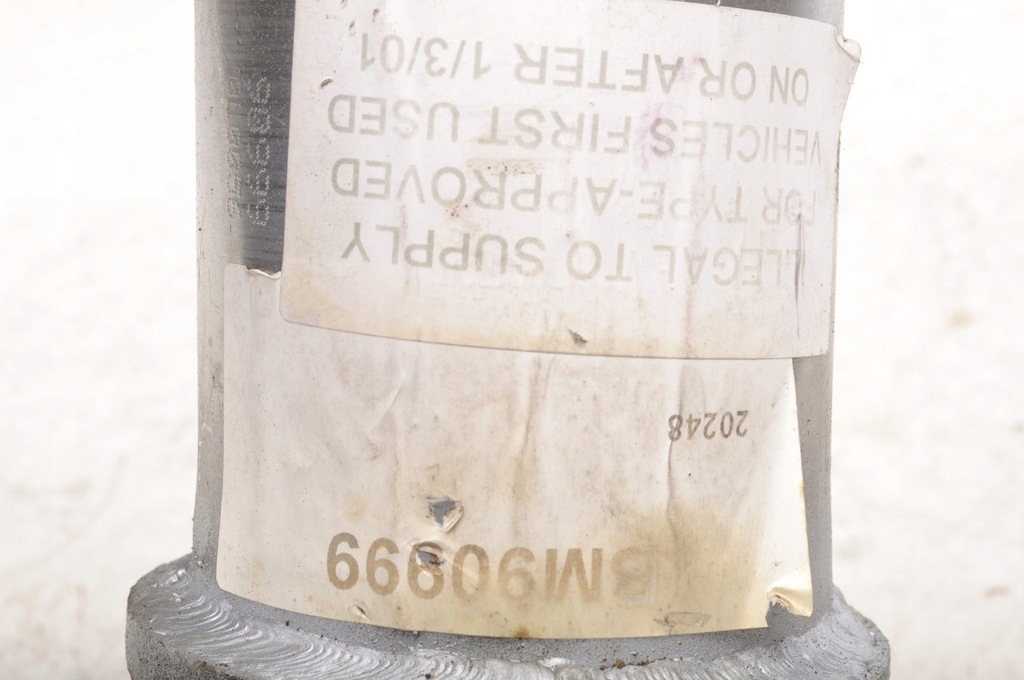 BM90999
20248
ILLEGAL TO SUPPLY
FOR TYPE-APPROVED
VEHICLES FIRST USED
ON OR AFTER 1/3/01